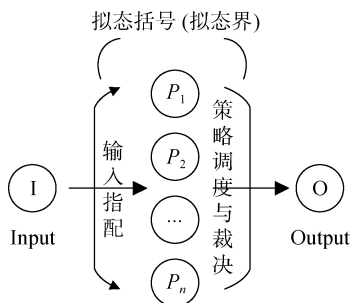 拟态括号 (拟态界)
P1
P2
...
Pn
输入指配
策略调度与裁决
I
Input
O
Output